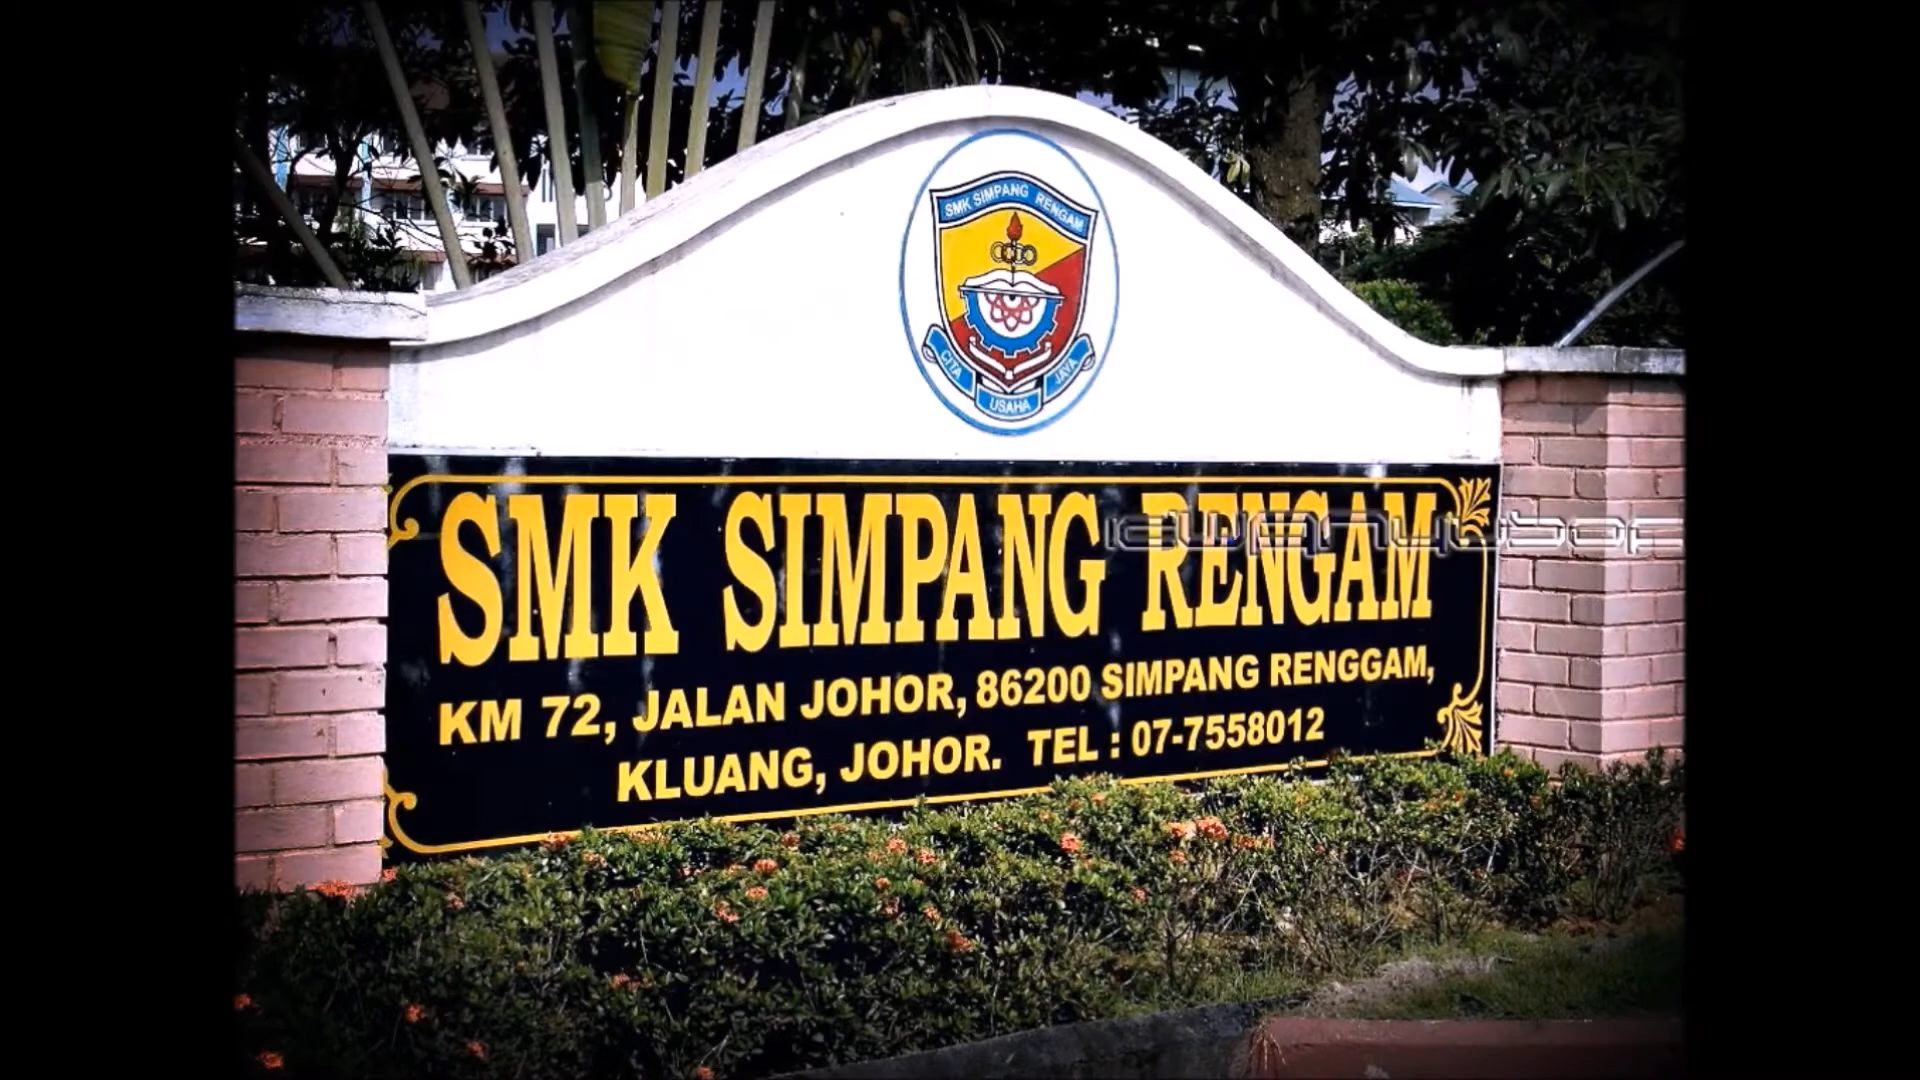 SMK SIMPANG RENGAM
CITA
USAHA
JAYA
SMK SIMPANG RENGAM
KM 72, JALAN JOHOR, 86200 SIMPANG RENGGAM,
KLUANG, JOHOR. TEL : 07-7558012